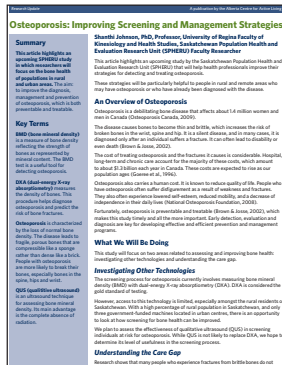 Research Update
A publication by the Alberta Centre for Active Living
Osteoporosis: Improving Screening and Management Strategies
Summary
This article highlights an
upcoming SPHERU study
in which researchers will
focus on the bone health
of populations in rural
and urban areas. The aim
is to improve the diagnosis,
management and prevention
of osteoporosis, which is both
preventable and treatable.
Key Terms
BMD (bone mineral density)
is a measure of bone density
reflecting the strength of
bones as represented by
mineral content. The BMD
test is a useful tool for
detecting osteoporosis.
DXA (dual-energy X-ray
absorptiometry) measures
the density of bones. This
procedure helps diagnose
osteoporosis and predicts the
risk of bone fractures.
Osteoporosis is characterized
by the loss of normal bone
density. The disease leads to
fragile, porous bones that are
compressible like a sponge
rather than dense like a brick.
People with osteoporosis
are more likely to break their
bones, especially bones in the
spine, hips and wrist.
QUS (qualitative ultrasound)
is an ultrasound technique
for assessing bone mineral
density. Its main advantage
is the complete absence of
radiation.
Shanthi Johnson, PhD, Professor, University of Regina Faculty of
Kinesiology and Health Studies, Saskatchewan Population Health and
Evaluation Research Unit (SPHERU) Faculty Researcher
This article highlights an upcoming study by the Saskatchewan Population Health and
Evaluation Research Unit (SPHERU) that will help health professionals improve their
strategies for detecting and treating osteoporosis.
These strategies will be particularly helpful to people in rural and remote areas who
may have osteoporosis or who have already been diagnosed with the disease.
An Overview of Osteoporosis
Osteoporosis is a debilitating bone disease that affects about 1.4 million women and
men in Canada (Osteoporosis Canada, 2009).
The disease causes bones to become thin and brittle, which increases the risk of
broken bones in the wrist, spine and hip. It is a silent disease, and in many cases, it is
diagnosed only after an individual suffers a fracture. It can often lead to disability or
even death (Brown & Josse, 2002).
The cost of treating osteoporosis and the fractures it causes is considerable. Hospital,
long-term and chronic care account for the majority of these costs, which amount
to about $1.3 billion each year in Canada. These costs are expected to rise as our
population ages (Goeree et al., 1996).
Osteoporosis also carries a human cost. It is known to reduce quality of life. People who
have osteoporosis often suffer disfigurement as a result of weakness and fractures.
They also often experience lowered self-esteem, reduced mobility, and a decrease of
independence in their daily lives (National Osteoporosis Foundation, 2008).
Fortunately, osteoporosis is preventable and treatable (Brown & Josse, 2002), which
makes this study timely and all the more important. Early detection, evaluation and
diagnosis are key for developing effective and efficient prevention and management
programs.
What We Will Be Doing
This study will focus on two areas related to assessing and improving bone health:
investigating other technologies and understanding the care gap.
Investigating Other Technologies
The screening process for osteoporosis currently involves measuring bone mineral
density (BMD) with dual-energy X-ray absorptiometry (DXA). DXA is considered the
gold standard of testing.
However, access to this technology is limited, especially among the rural residents of
Saskatchewan. With a high percentage of rural population in Saskatchewan, and only
three government-funded machines located in urban centres, there is an opportunity
to look at how screening for bone health can be improved.
We plan to assess the effectiveness of qualitative ultrasound (QUS) in screening
individuals at risk for osteoporosis. While QUS is not likely to replace DXA, we hope to
determine its level of usefulness in the screening process.
Understanding the Care Gap
Research shows that many people who experience fractures from brittle bones do not